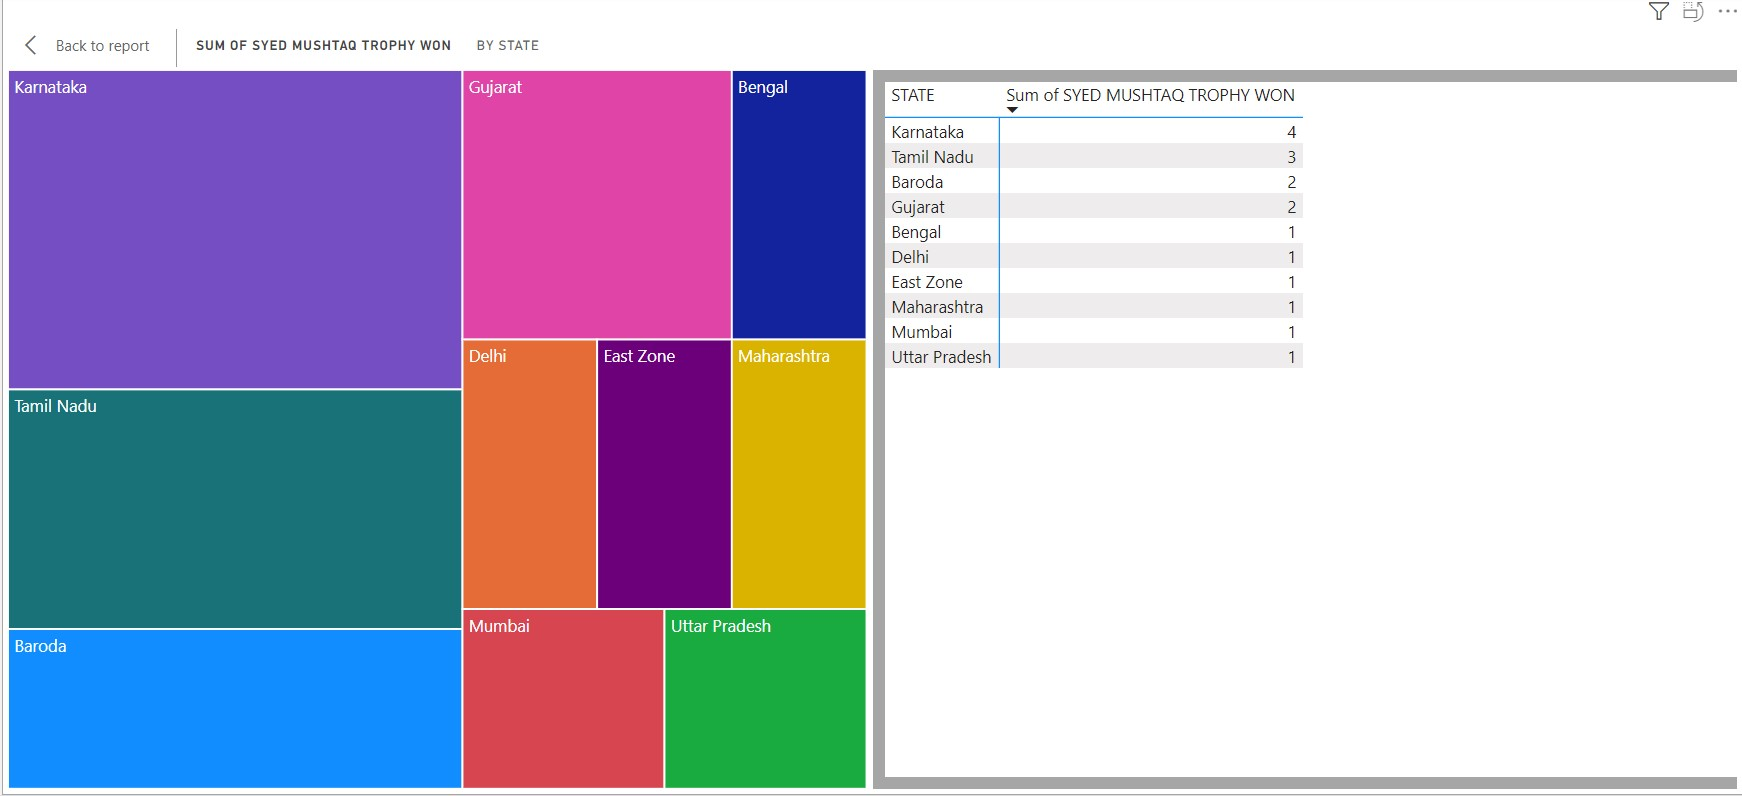 Back to report
SUM OF SYED MUSHTAQ TROPHY WON BY STATE
Karnataka
Tamil Nadu
Baroda
Gujarat
Bengal
Delhi
East Zone
Maharashtra
Mumbai
Uttar Pradesh
STATE Sum of SYED MUSHTAQ TROPHY WON
Karnataka 4
Tamil Nadu 3
Baroda 2
Gujarat 2
Bengal 1
Delhi 1
East Zone 1
Maharashtra 1
Mumbai 1
Uttar Pradesh 1